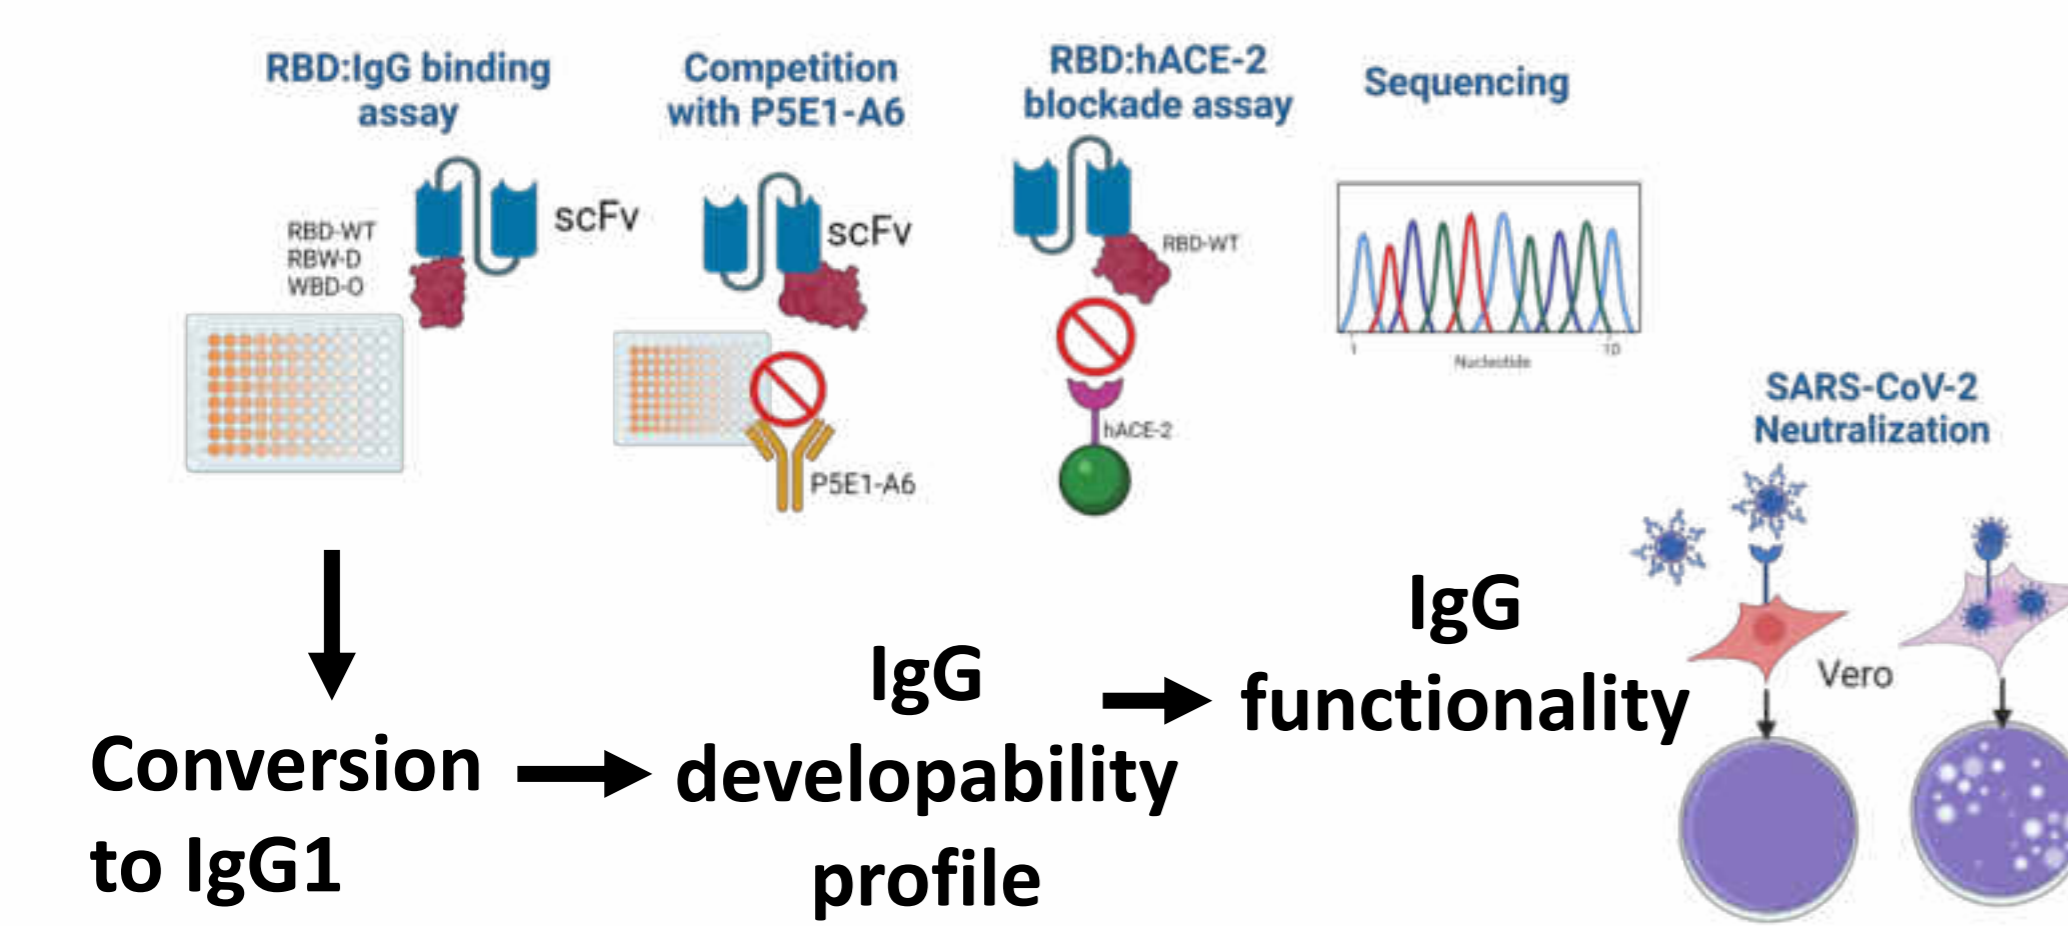 RBD:IgG binding
assay
Competition
with P5E1-A6
RBD:hACE-2
blockade assay
Sequencing
RBD-WT
RBW-D
WBD-O
scFv
scFv
P5E1-A6
RBD-WT
hACE-2
1
10
Nucleotide
SARS-CoV-2
Neutralization
Vero
Conversion
to IgG1
IgG
developability
profile
IgG
functionality